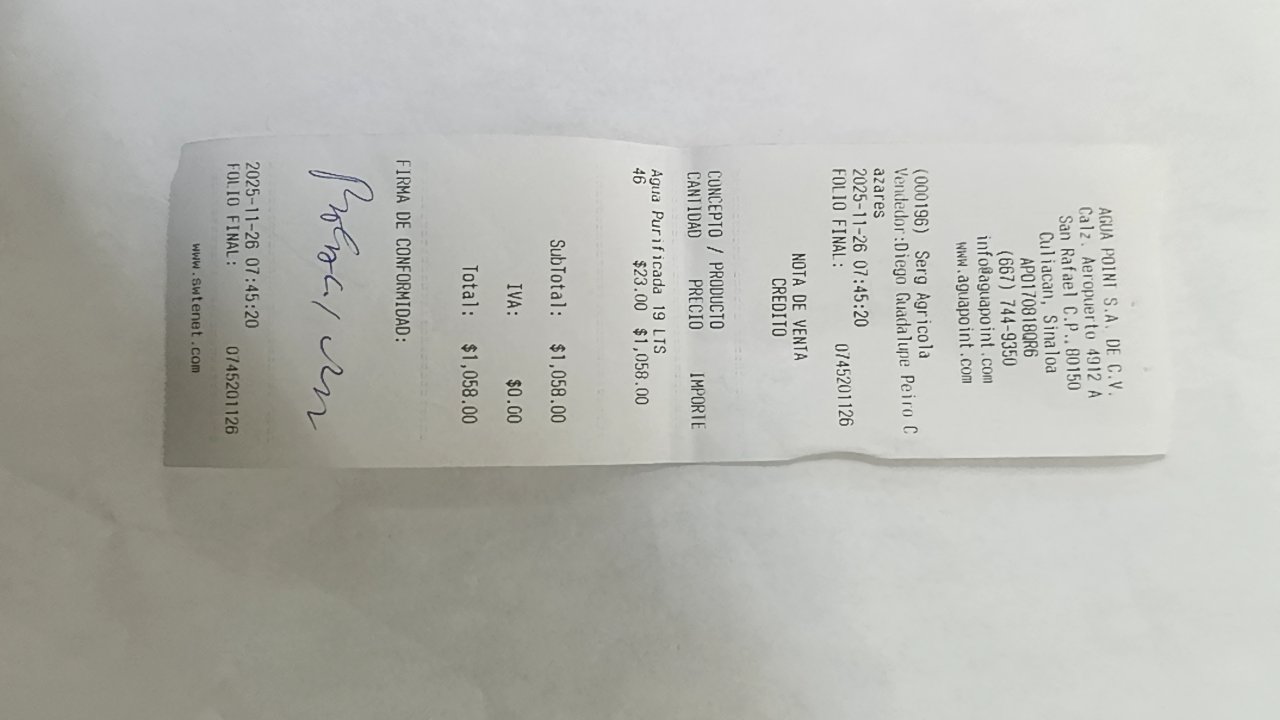 AGUA POINT S.A. DE C.V.
Calz. Aeropuerto 4912 A
San Rafael C.P., 80150
Culiacan, Sinaloa
APO170818QR6
(667) 744-9350
info@aguapoint.com
www.aguapoint.com
(000196) Serg Agricola
Vendedor:Diego Guadalupe Peiro C
azares
2025-11-26 07:45:20
FOLIO FINAL: 0745201126
NOTA DE VENTA
CREDITO
CONCEPTO / PRODUCTO
CANTIDAD PRECIO IMPORTE
Agua Purificada 19 LTS
46 $23.00 $1,058.00
SubTotal: $1,058.00
IVA: $0.00
Total: $1,058.00
FIRMA DE CONFORMIDAD:
2025-11-26 07:45:20
FOLIO FINAL: 0745201126
www.swtenet.com